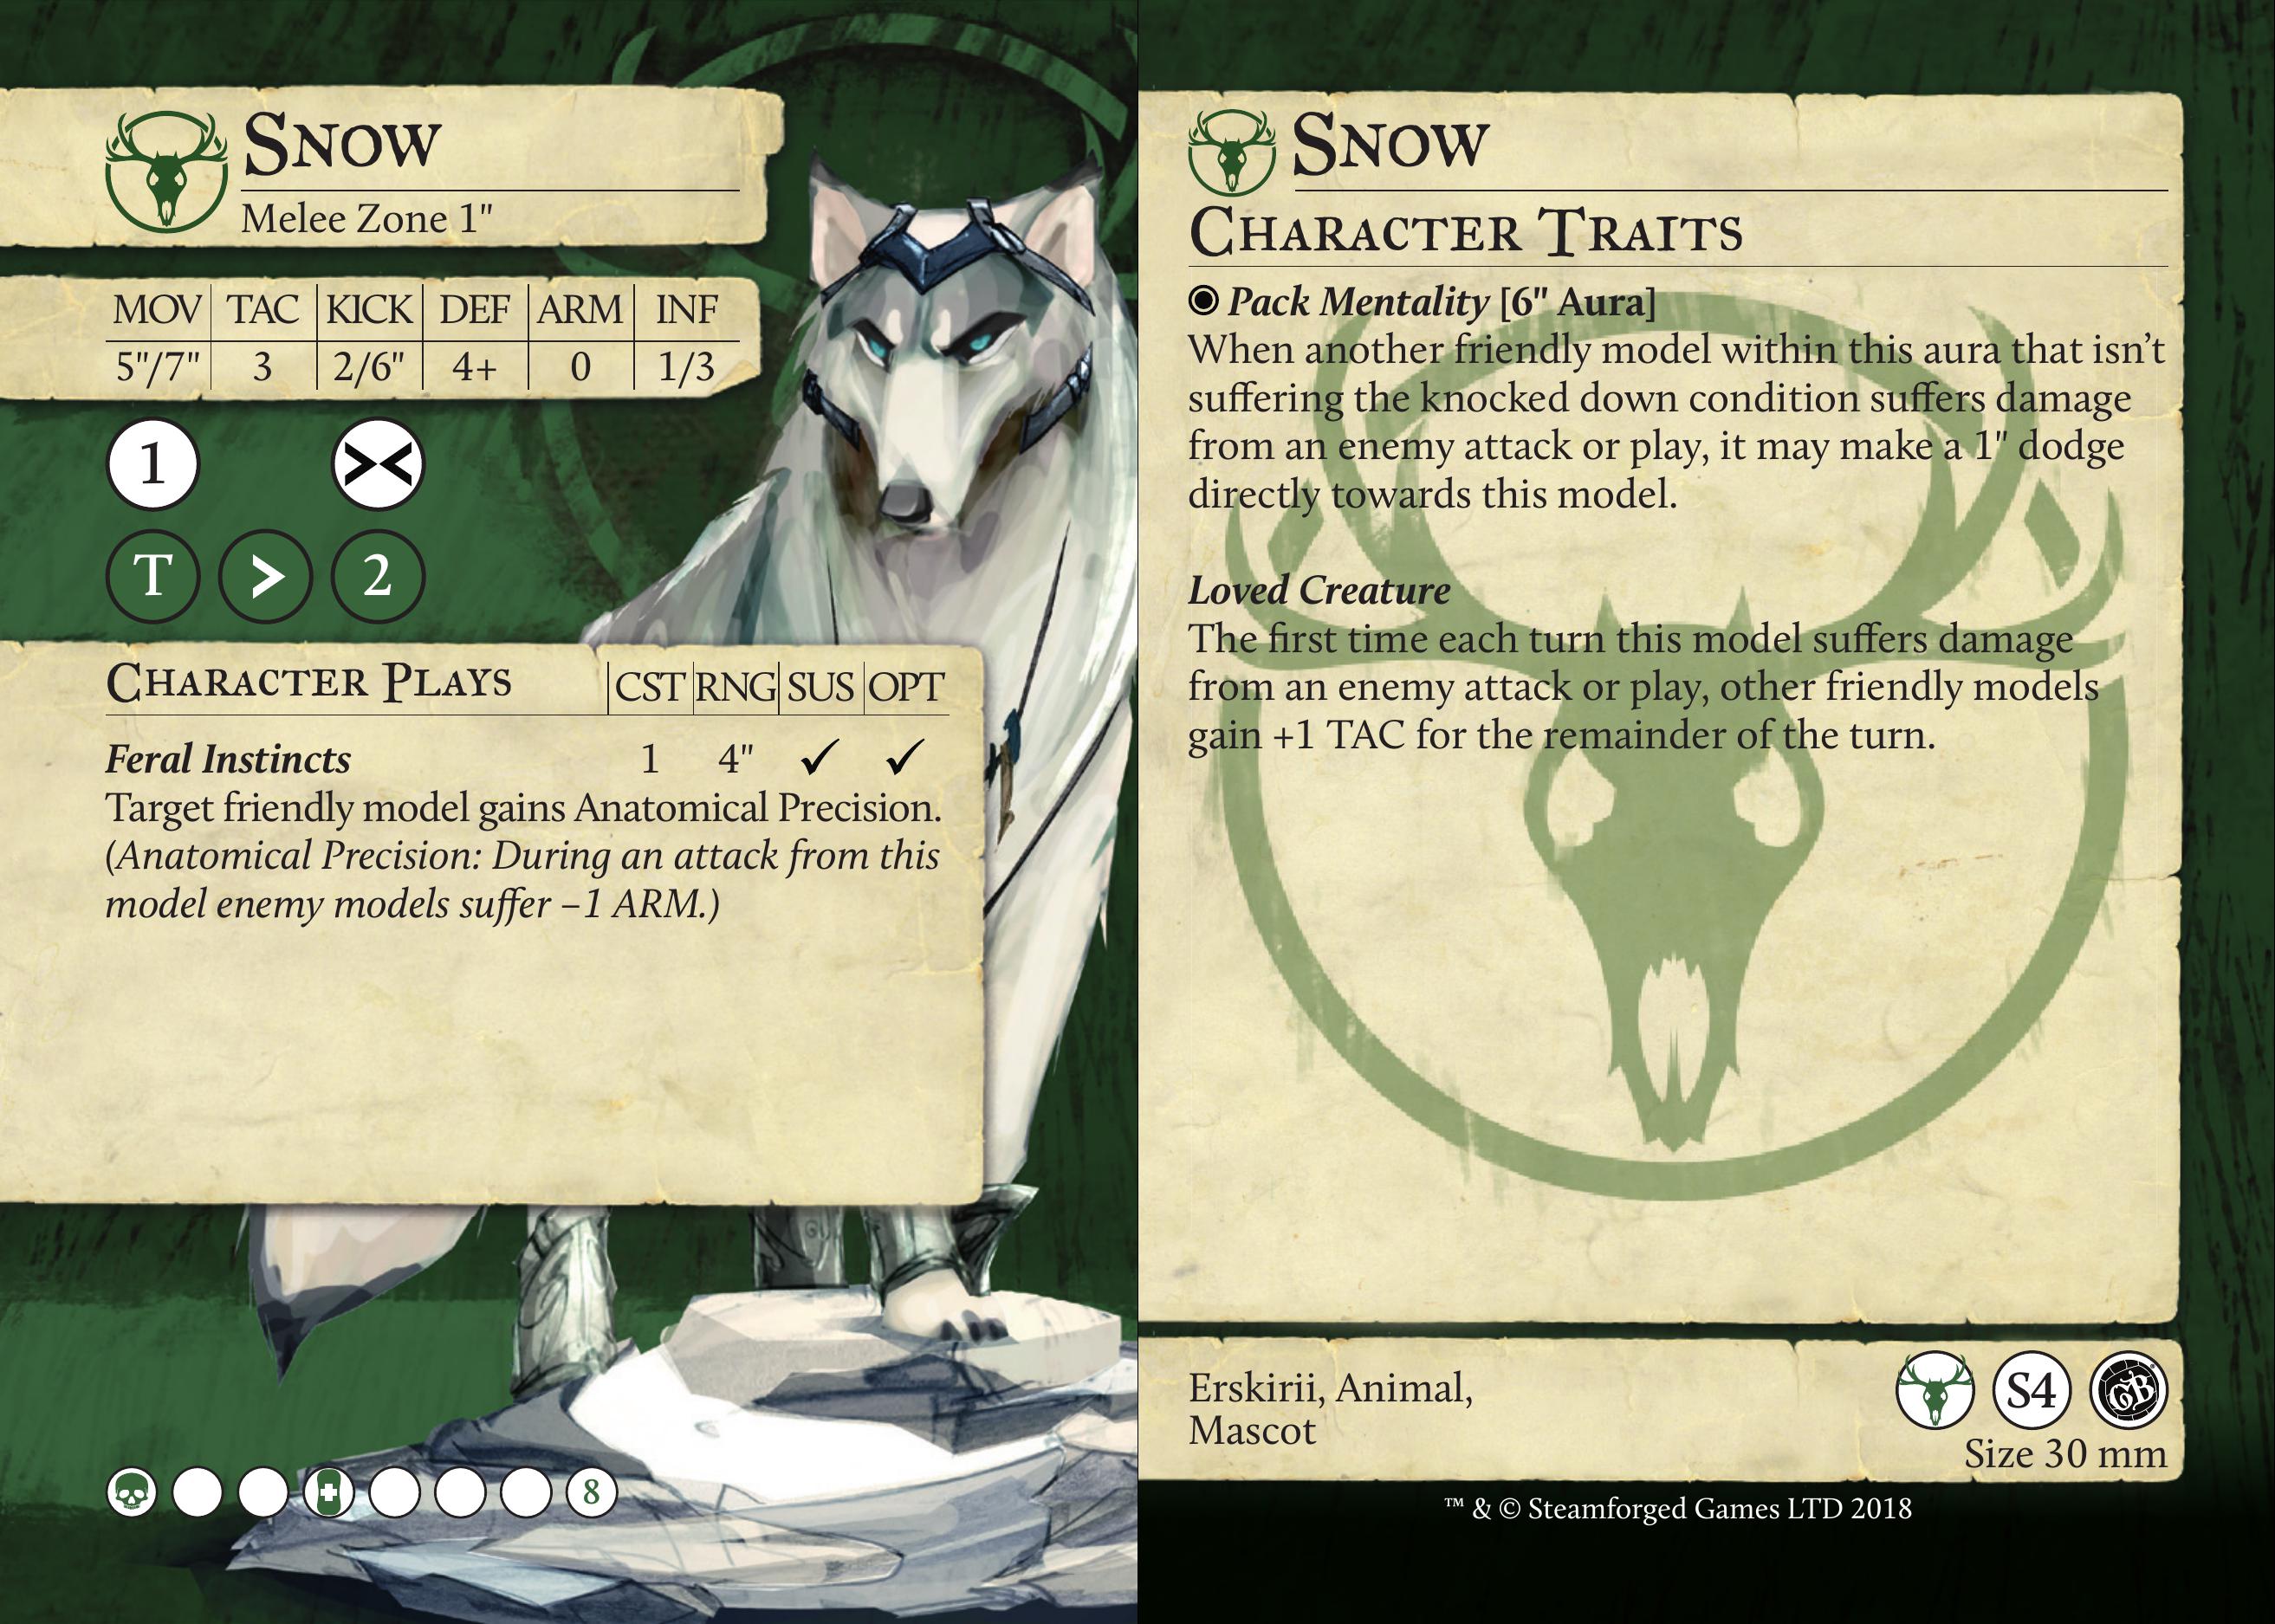 Snow
Melee Zone 1"
MOV TAC KICK DEF ARM INF
5"/7" 3 2/6" 4+ 0 1/3
1 ><
T > 2
Character Plays CST RNG SUS OPT
Feral Instincts 1 4" ✓ ✓
Target friendly model gains Anatomical Precision.
(Anatomical Precision: During an attack from this
model enemy models suffer –1 ARM.)
8
Snow
Character Traits
Pack Mentality [6" Aura]
When another friendly model within this aura that isn’t
suffering the knocked down condition suffers damage
from an enemy attack or play, it may make a 1" dodge
directly towards this model.
Loved Creature
The first time each turn this model suffers damage
from an enemy attack or play, other friendly models
gain +1 TAC for the remainder of the turn.
Erskirii, Animal,
Mascot
S4 GB
Size 30 mm
™ & © Steamforged Games LTD 2018